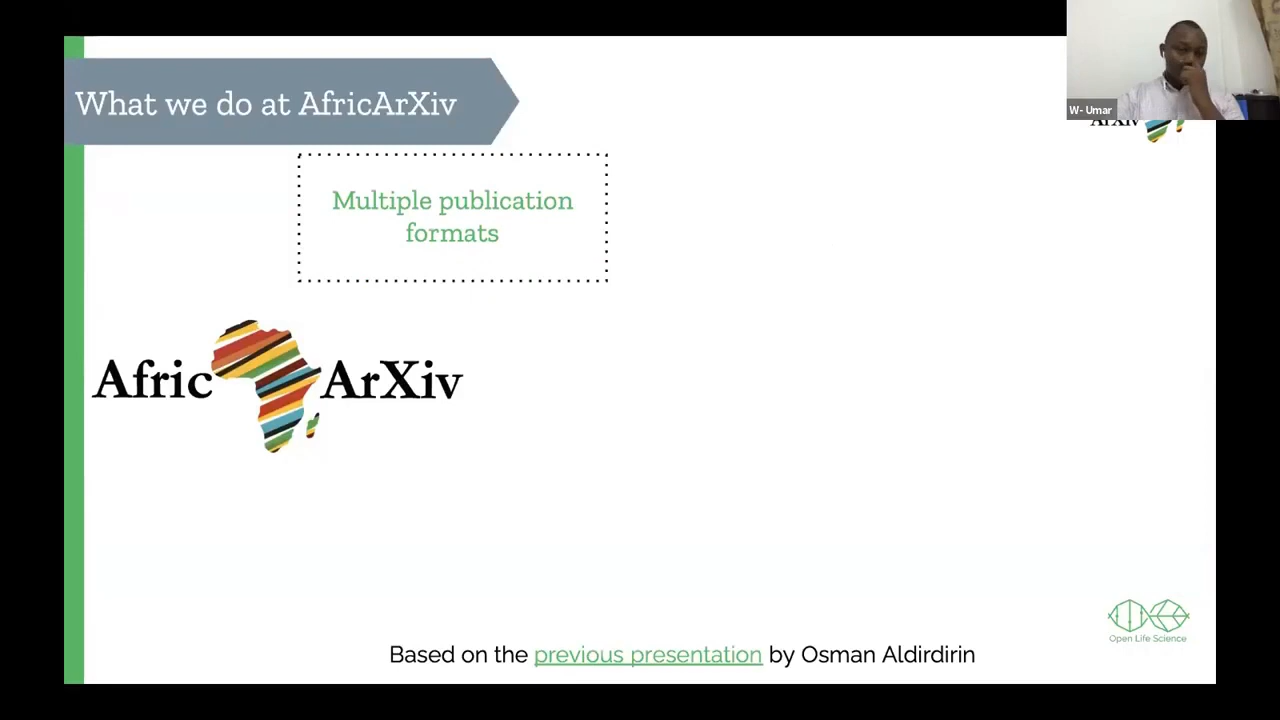 What we do at AfricArXiv
W- Umar
ArXiv
Multiple publication
formats
Afric ArXiv
Open Life Science
Based on the previous presentation by Osman Aldirdirin